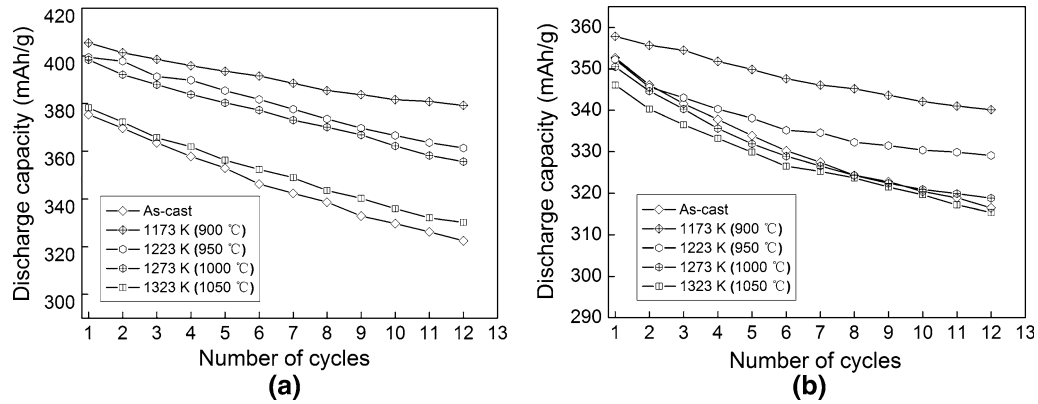 420
400
380
360
340
320
300
Discharge capacity (mAh/g)
As-cast
1173 K (900 ℃)
1223 K (950 ℃)
1273 K (1000 ℃)
1323 K (1050 ℃)
1 2 3 4 5 6 7 8 9 10 11 12 13
Number of cycles
(a)
360
350
340
330
320
310
300
290
Discharge capacity (mAh/g)
As-cast
1173 K (900 ℃)
1223 K (950 ℃)
1273 K (1000 ℃)
1323 K (1050 ℃)
1 2 3 4 5 6 7 8 9 10 11 12 13
Number of cycles
(b)